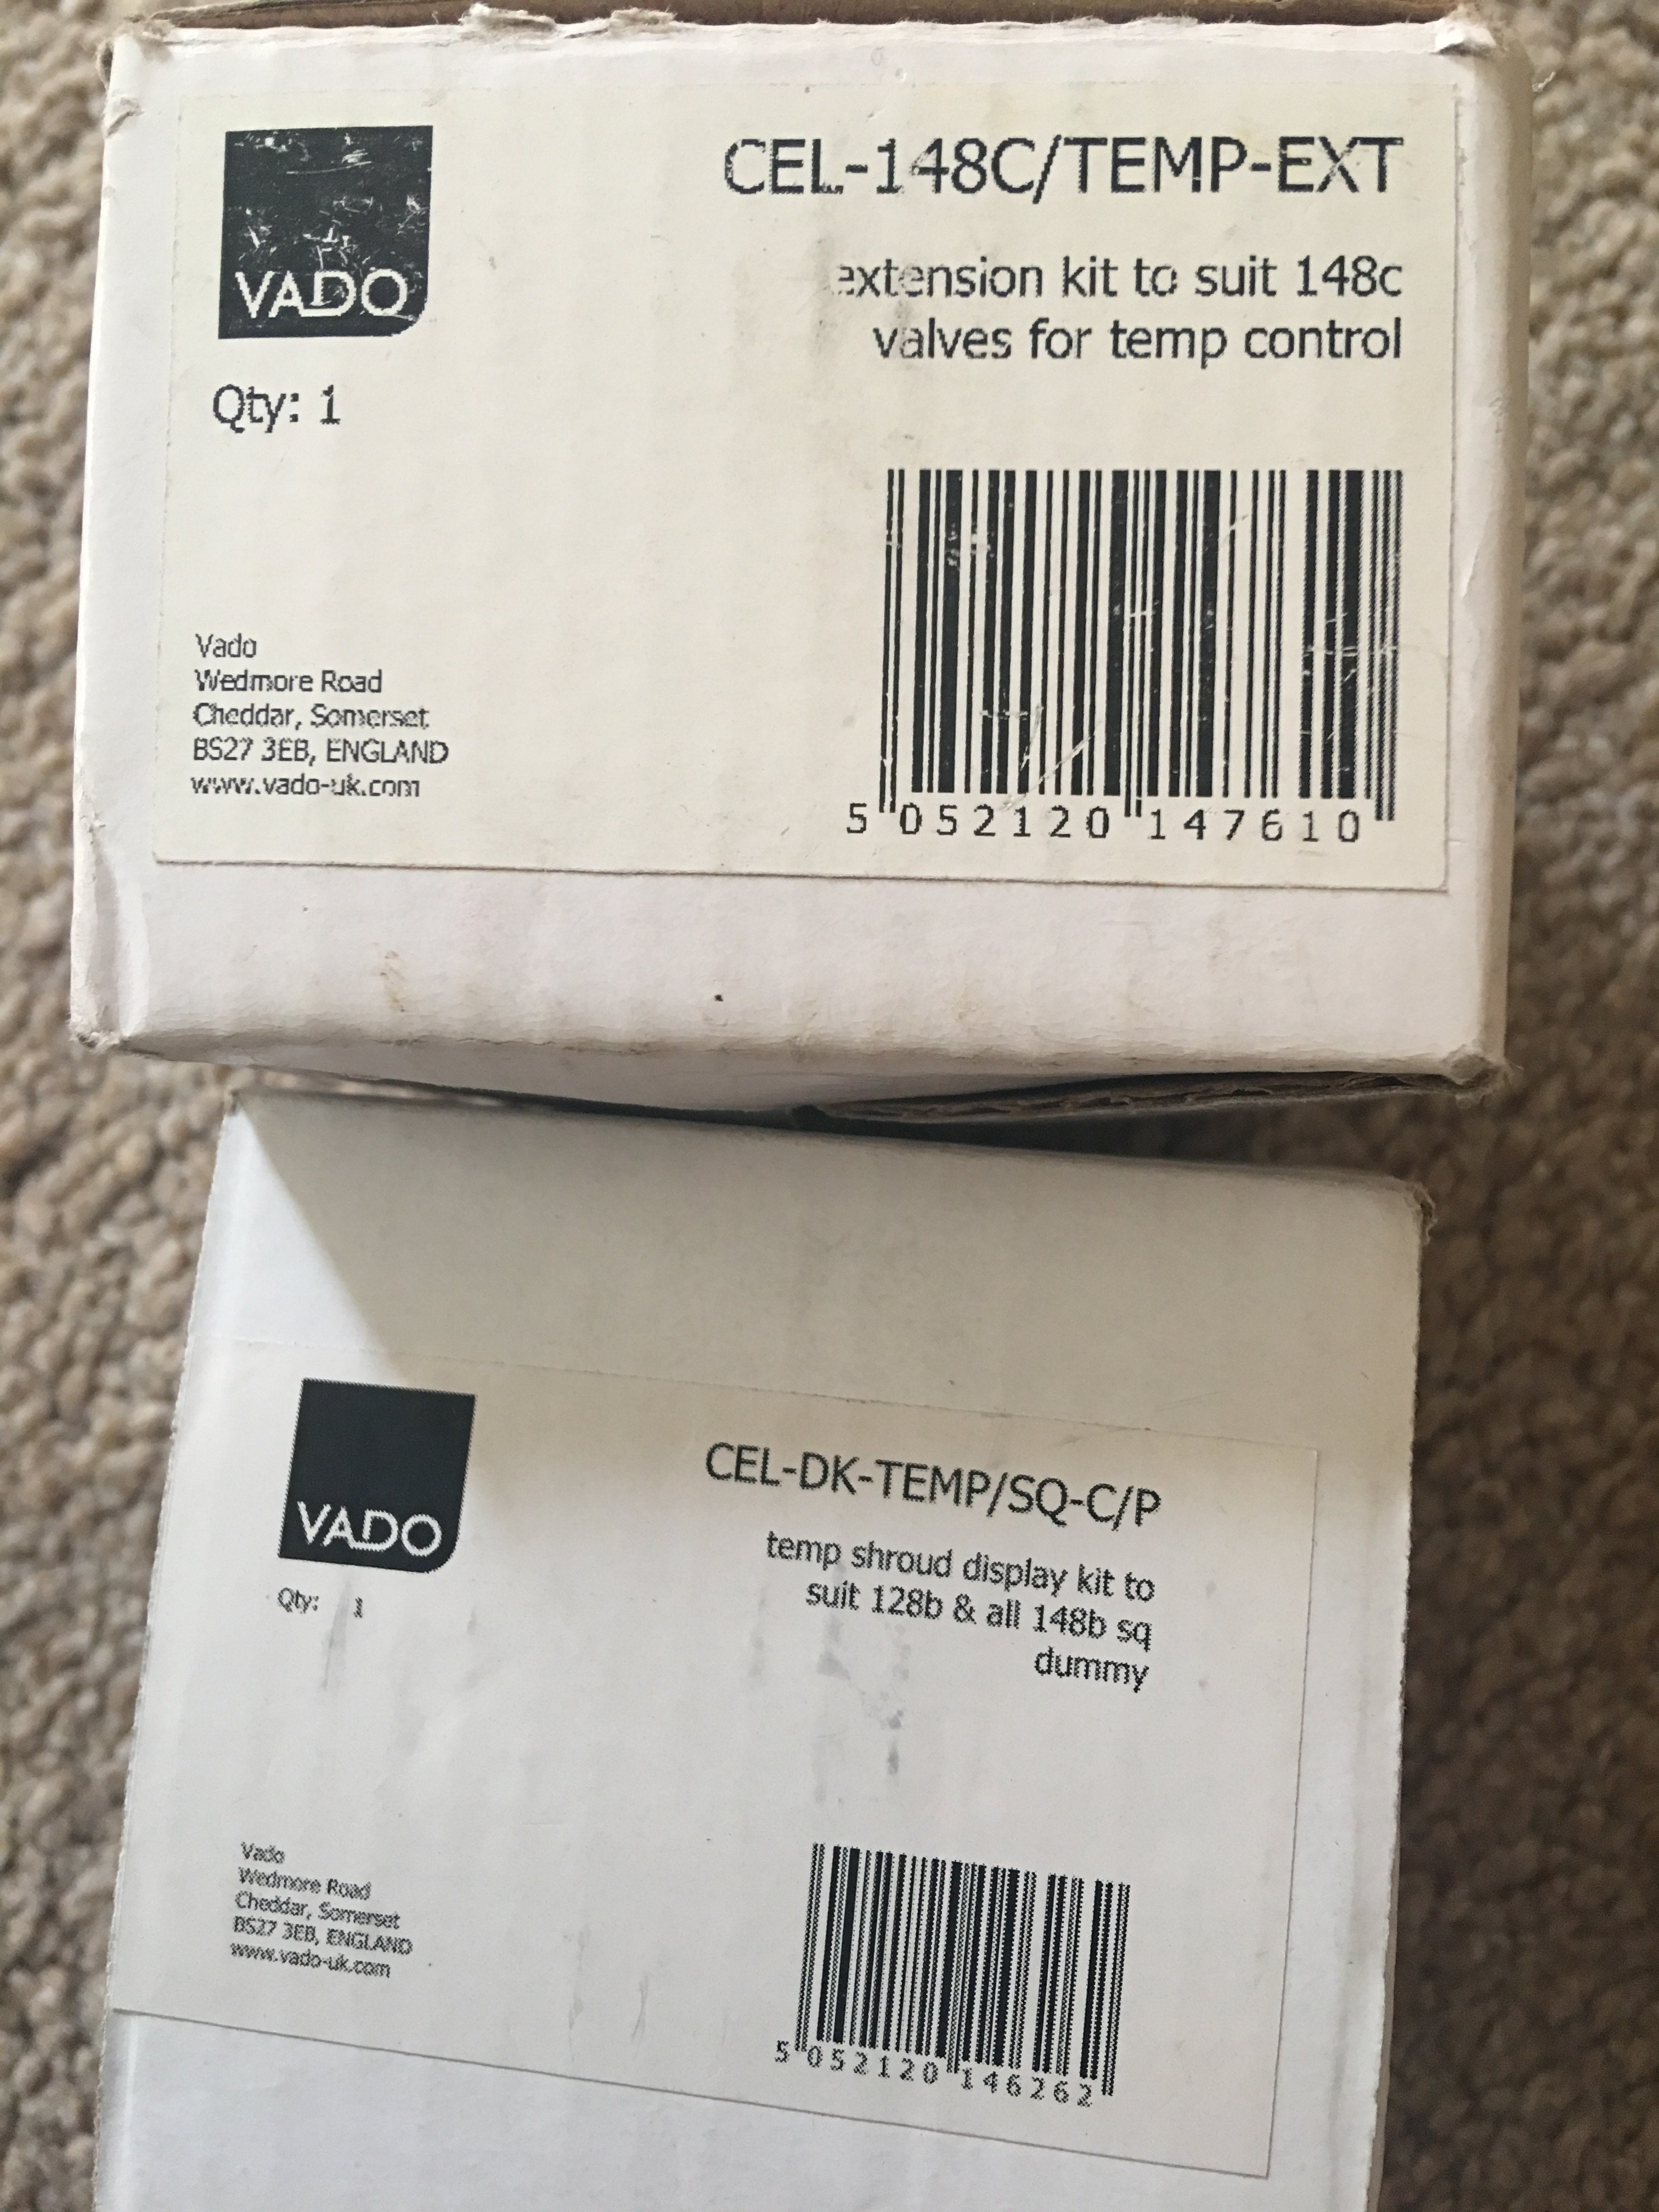 VADO
CEL-148C/TEMP-EXT
extension kit to suit 148c
valves for temp control
Qty: 1
Vado
Wedmore Road
Cheddar, Somerset
BS27 3EB, ENGLAND
www.vado-uk.com
5 052120 147610
VADO
CEL-DK-TEMP/SQ-C/P
temp shroud display kit to
suit 128b & all 148b sq
dummy
Qty: 1
Vado
Wedmore Road
Cheddar, Somerset
BS27 3EB, ENGLAND
www.vado-uk.com
5 052120 146262